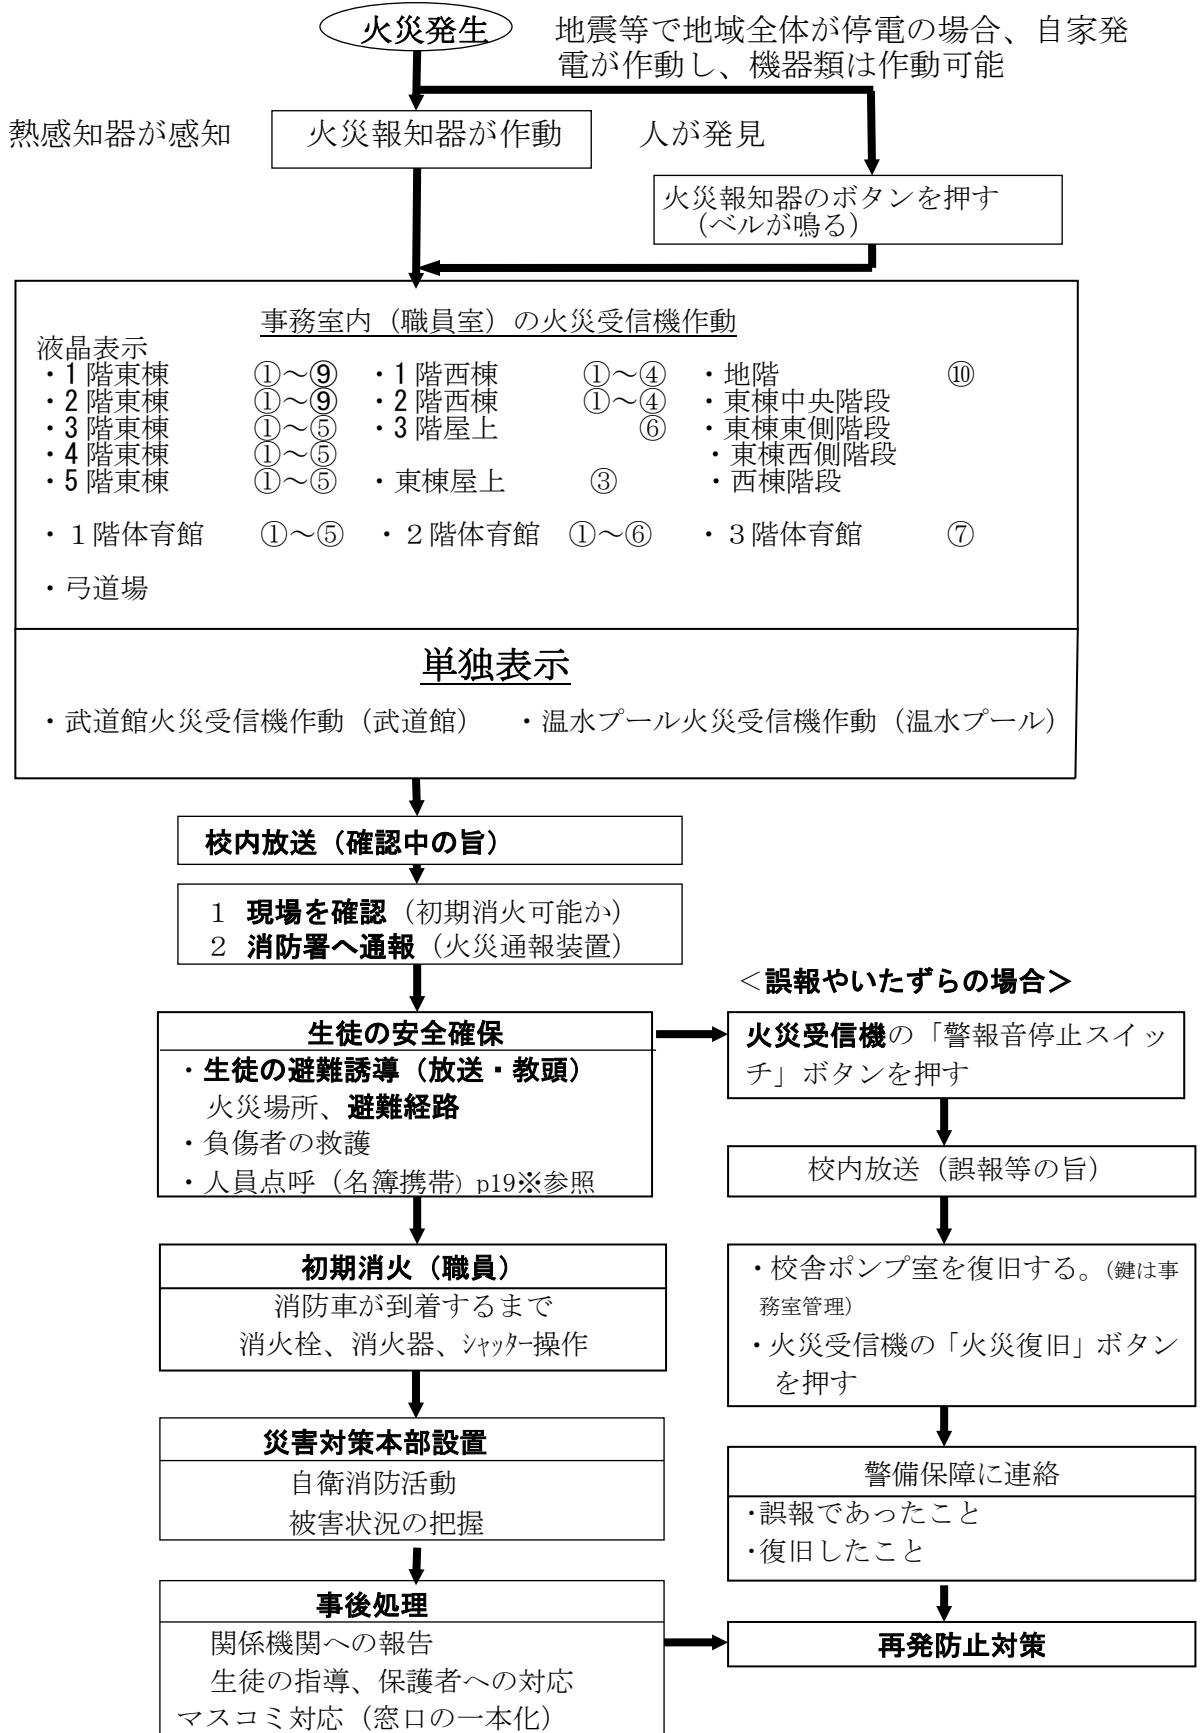 火災発生
地震等で地域全体が停電の場合、自家発
電が作動し、機器類は作動可能
熱感知器が感知
火災報知器が作動
人が発見
火災報知器のボタンを押す
（ベルが鳴る）
事務室内（職員室）の火災受信機作動
液晶表示
・1階東棟 ①～⑨ ・1階西棟 ①～④ ・地階 ⑩
・2階東棟 ①～⑨ ・2階西棟 ①～④ ・東棟中央階段
・3階東棟 ①～⑤ ・3階屋上 ⑥ ・東棟東側階段
・4階東棟 ①～⑤ ・東棟西側階段
・5階東棟 ①～⑤ ・東棟屋上 ③ ・西棟階段
・１階体育館 ①～⑤ ・２階体育館 ①～⑥ ・３階体育館 ⑦
・弓道場
単独表示
・武道館火災受信機作動（武道館） ・温水プール火災受信機作動（温水プール）
校内放送（確認中の旨）
１ 現場を確認（初期消火可能か）
２ 消防署へ通報（火災通報装置）
生徒の安全確保
・生徒の避難誘導（放送・教頭）
火災場所、避難経路
・負傷者の救護
・人員点呼（名簿携帯）p19※参照
初期消火（職員）
消防車が到着するまで
消火栓、消火器、ｼｬｯﾀｰ操作
災害対策本部設置
自衛消防活動
被害状況の把握
事後処理
関係機関への報告
生徒の指導、保護者への対応
マスコミ対応（窓口の一本化）
＜誤報やいたずらの場合＞
火災受信機の「警報音停止スイッ
チ」ボタンを押す
校内放送（誤報等の旨）
・校舎ポンプ室を復旧する。（鍵は事
務室管理）
・火災受信機の「火災復旧」ボタン
を押す
警備保障に連絡
・誤報であったこと
・復旧したこと
再発防止対策